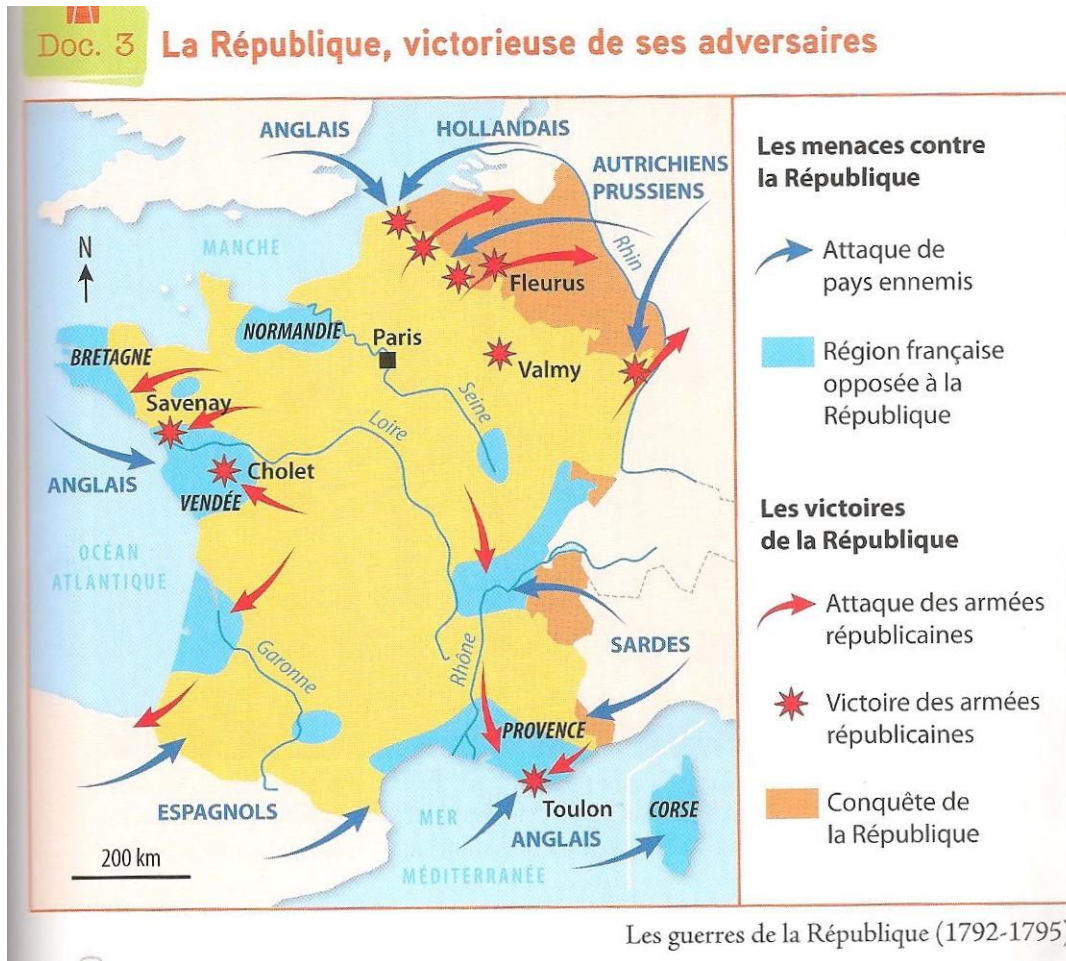 Doc. 3 La République, victorieuse de ses adversaires
ANGLAIS
HOLLANDAIS
AUTRICHIENS
PRUSSIENS
Rhin
N
MANCHE
Fleurus
NORMANDIE
Paris
Valmy
BRETAGNE
Savenay
Seine
Loire
Cholet
ANGLAIS
VENDÉE
OCÉAN
ATLANTIQUE
Garonne
Rhône
SARDES
PROVENCE
ESPAGNOLS
MER
MÉDITERRANÉE
Toulon
ANGLAIS
CORSE
200 km
Les menaces contre
la République
Attaque de
pays ennemis
Région française
opposée à la
République
Les victoires
de la République
Attaque des armées
républicaines
Victoire des armées
républicaines
Conquête de
la République
Les guerres de la République (1792-1795)